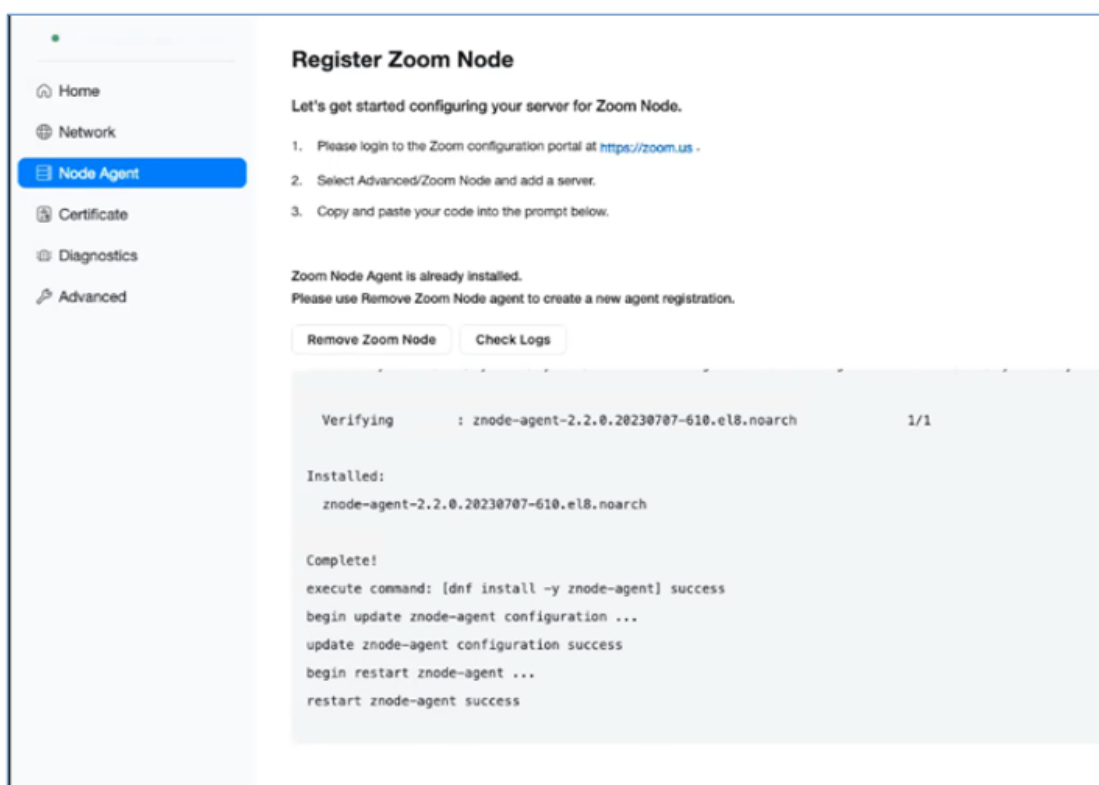 Register Zoom Node
Home
Network
Node Agent
Certificate
Diagnostics
Advanced
Let's get started configuring your server for Zoom Node.
1. Please login to the Zoom configuration portal at https://zoom.us .
2. Select Advanced/Zoom Node and add a server.
3. Copy and paste your code into the prompt below.
Zoom Node Agent is already installed.
Please use Remove Zoom Node agent to create a new agent registration.
Remove Zoom Node Check Logs
Verifying : znode-agent-2.2.0.20230707-610.el8.noarch 1/1
Installed:
znode-agent-2.2.0.20230707-610.el8.noarch
Complete!
execute command: [dnf install -y znode-agent] success
begin update znode-agent configuration ...
update znode-agent configuration success
begin restart znode-agent ...
restart znode-agent success